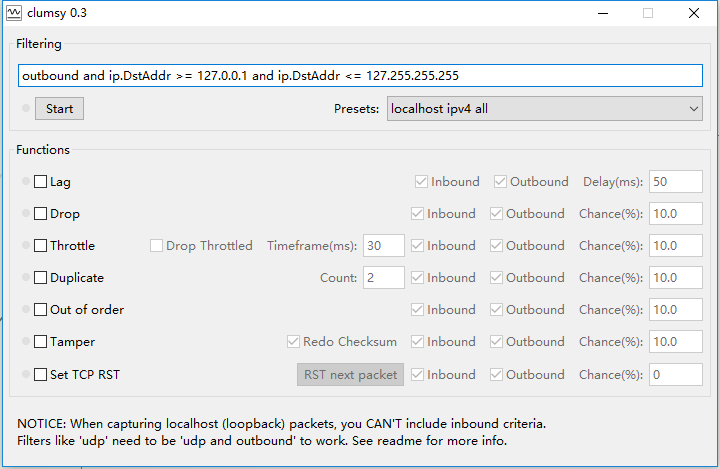 clumsy 0.3
Filtering
outbound and ip.DstAddr >= 127.0.0.1 and ip.DstAddr <= 127.255.255.255
Start Presets: localhost ipv4 all
Functions
Lag Inbound Outbound Delay(ms): 50
Drop Inbound Outbound Chance(%): 10.0
Throttle Drop Throttled Timeframe(ms): 30 Inbound Outbound Chance(%): 10.0
Duplicate Count: 2 Inbound Outbound Chance(%): 10.0
Out of order Inbound Outbound Chance(%): 10.0
Tamper Redo Checksum Inbound Outbound Chance(%): 10.0
Set TCP RST RST next packet Inbound Outbound Chance(%): 0
NOTICE: When capturing localhost (loopback) packets, you CAN'T include inbound criteria.
Filters like 'udp' need to be 'udp and outbound' to work. See readme for more info.